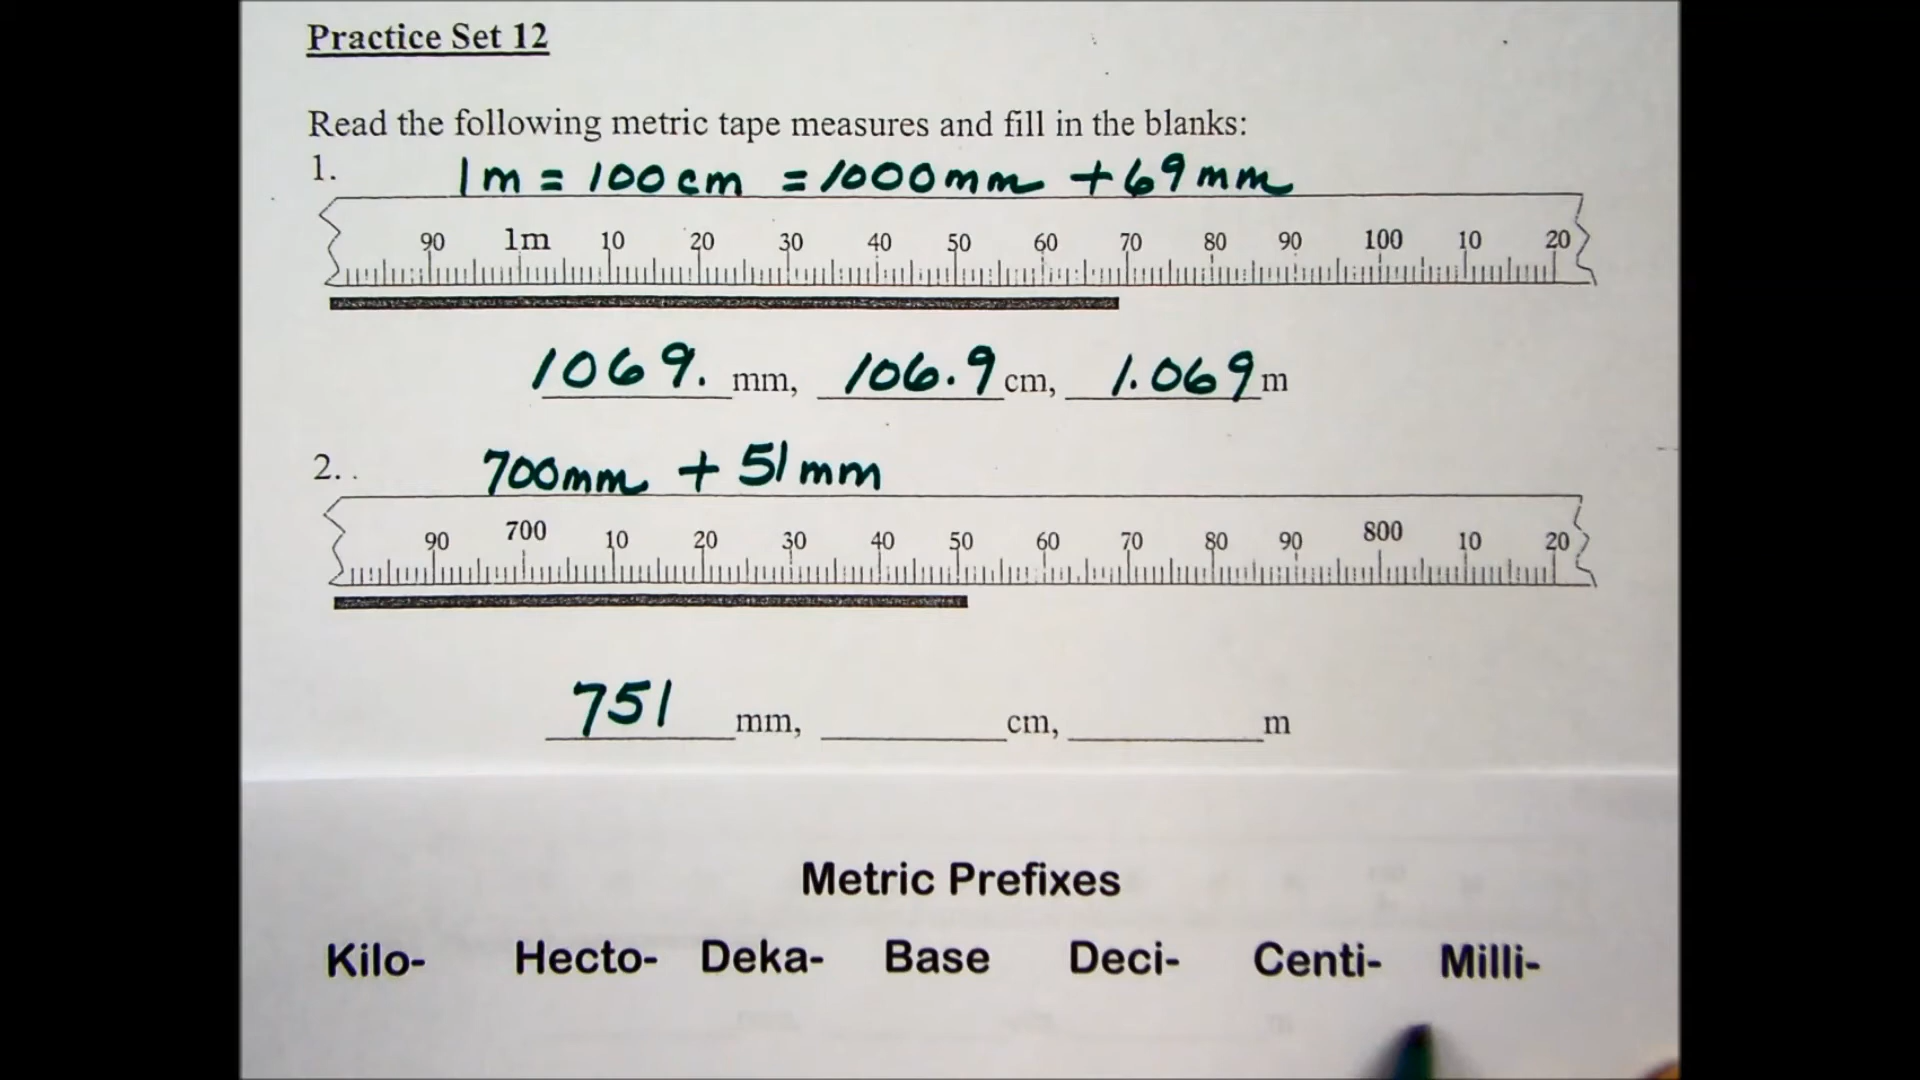 Practice Set 12
Read the following metric tape measures and fill in the blanks:
1.
1m = 100cm = 1000mm + 69mm
90 1m 10 20 30 40 50 60 70 80 90 100 10 20
1069. mm, 106.9 cm, 1.069 m
2. .
700mm + 51mm
90 700 10 20 30 40 50 60 70 80 90 800 10 20
751 mm, cm, m
Metric Prefixes
Kilo- Hecto- Deka- Base Deci- Centi- Milli-